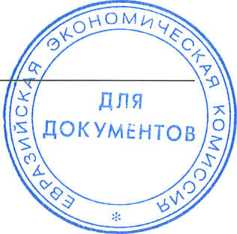 ЕВРАЗИЙСКАЯ ЭКОНОМИЧЕСКАЯ КОМИССИЯ
ДЛЯ
ДОКУМЕНТОВ
*